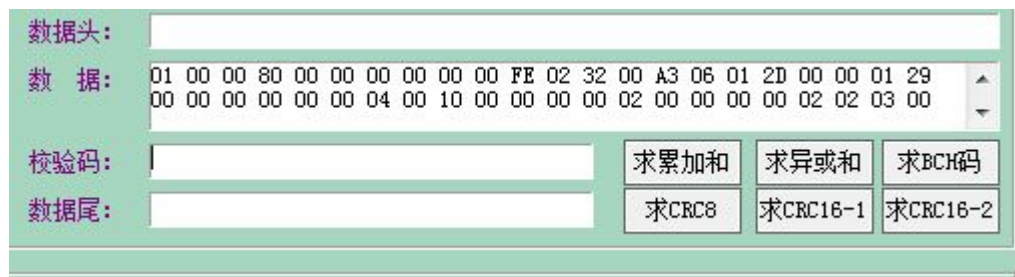 数据头:
数 据: 01 00 00 80 00 00 00 00 00 00 FE 02 32 00 A3 06 01 2D 00 00 01 29
00 00 00 00 00 00 04 00 10 00 00 00 00 02 00 00 00 00 02 02 03 00
校验码: 求累加和 求异或和 求BCH码
数据尾: 求CRC8 求CRC16-1 求CRC16-2